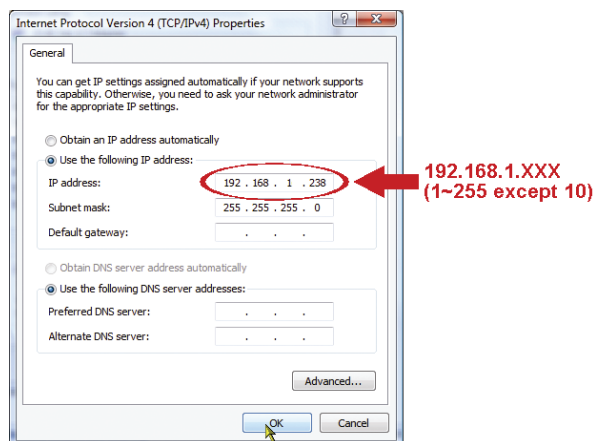 Internet Protocol Version 4 (TCP/IPv4) Properties
General
You can get IP settings assigned automatically if your network supports
this capability. Otherwise, you need to ask your network administrator
for the appropriate IP settings.
Obtain an IP address automatically
Use the following IP address:
IP address: 192 . 168 . 1 . 238
Subnet mask: 255 . 255 . 255 . 0
Default gateway: . . .
192.168.1.XXX
(1~255 except 10)
Obtain DNS server address automatically
Use the following DNS server addresses:
Preferred DNS server: . . .
Alternate DNS server: . . .
Advanced...
OK Cancel